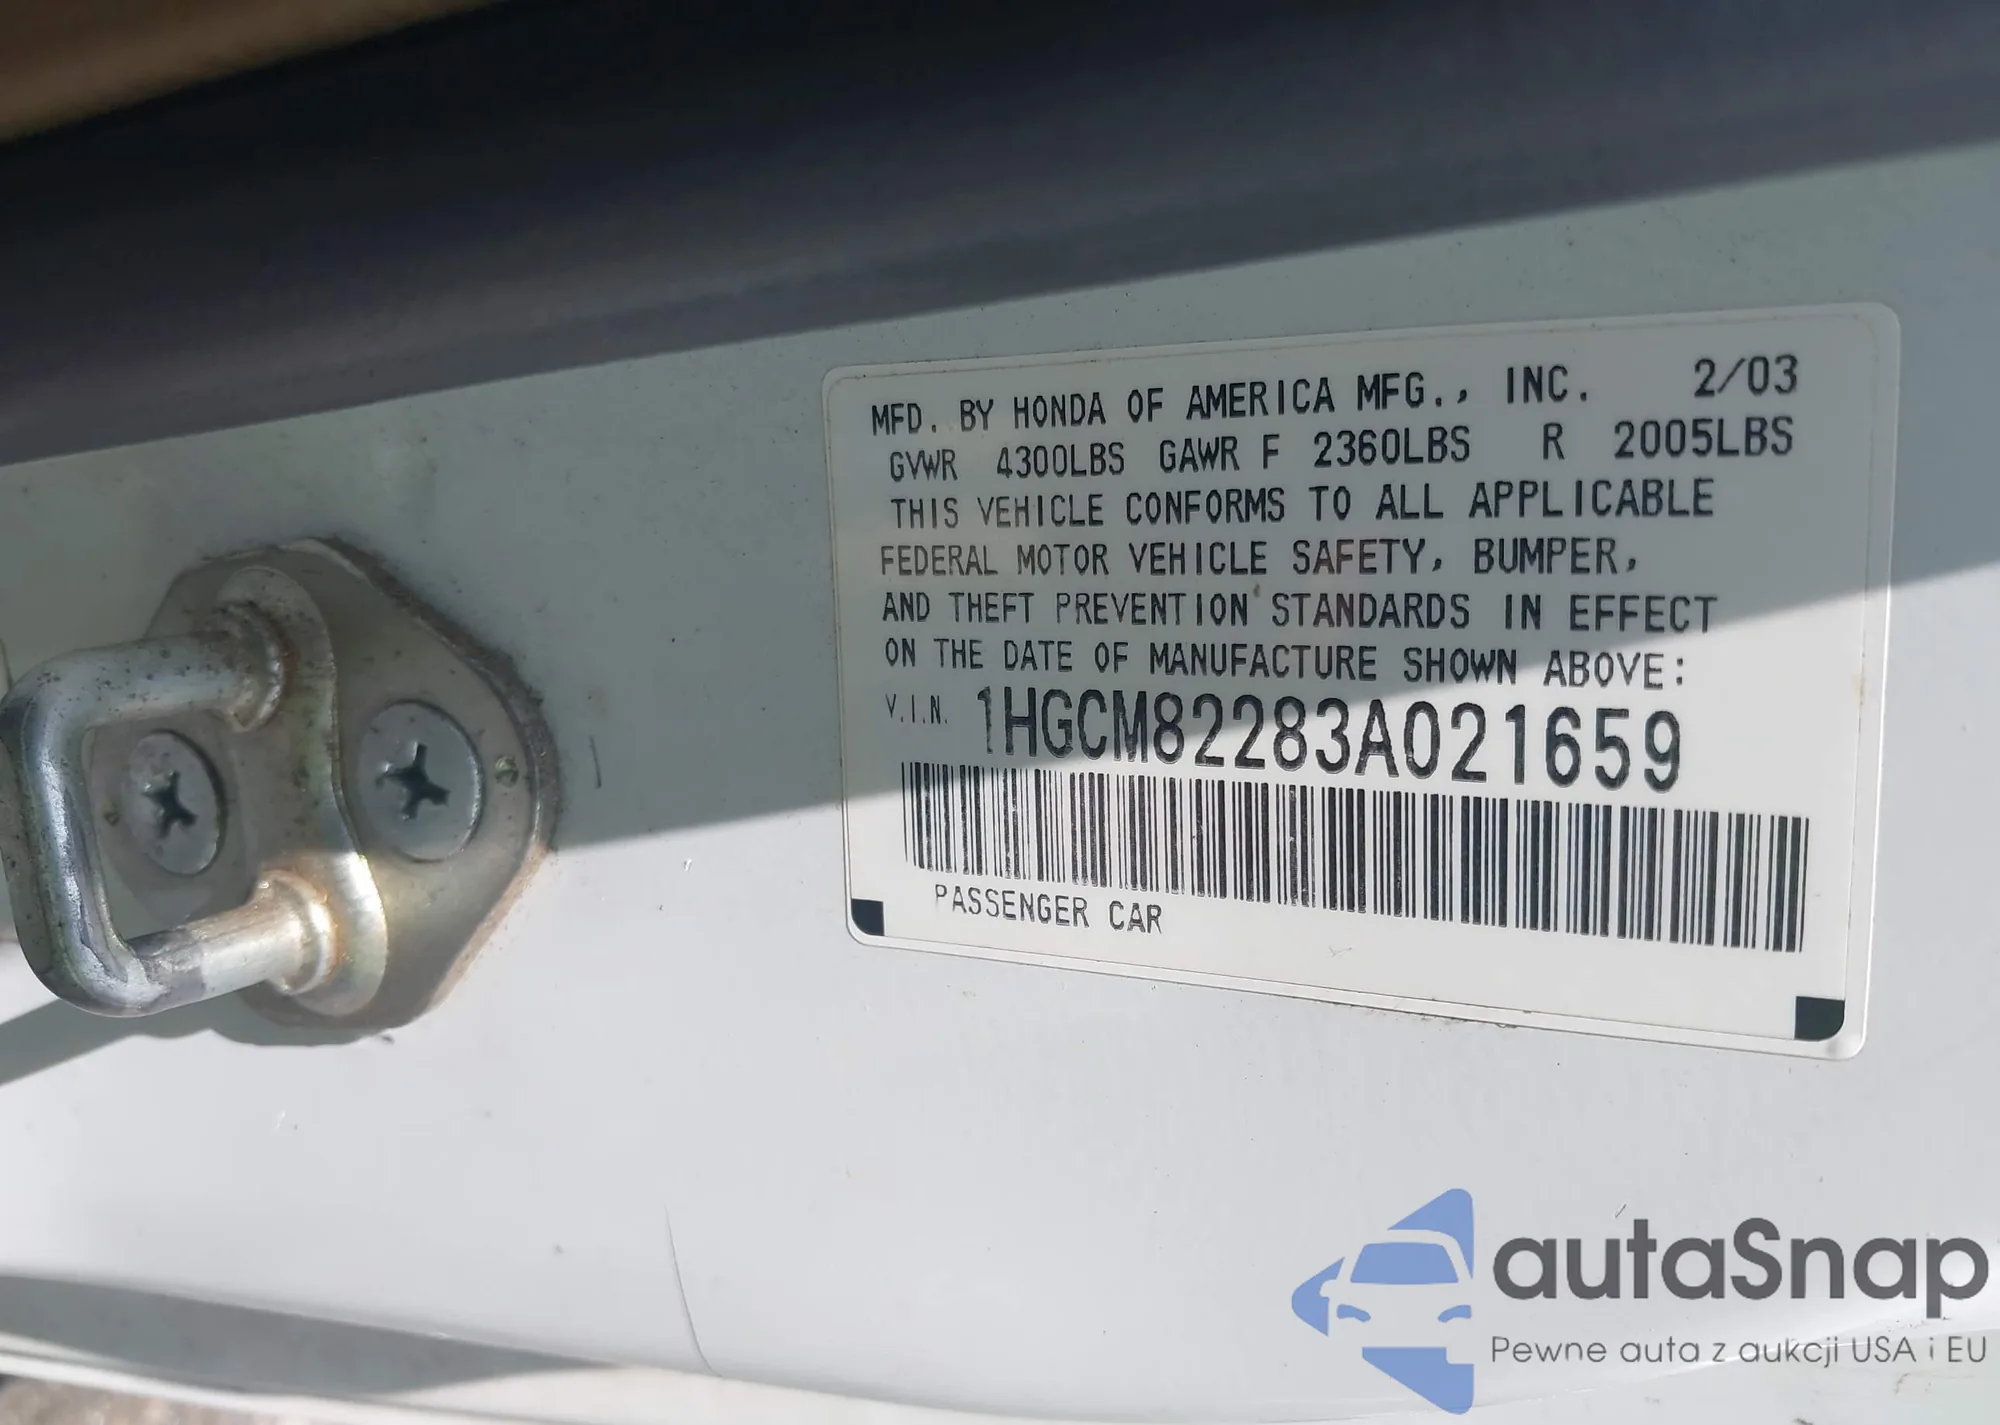 MFD. BY HONDA OF AMERICA MFG., INC. 2/03
GVWR 4300LBS GAWR F 2360LBS R 2005LBS
THIS VEHICLE CONFORMS TO ALL APPLICABLE
FEDERAL MOTOR VEHICLE SAFETY, BUMPER,
AND THEFT PREVENTION STANDARDS IN EFFECT
ON THE DATE OF MANUFACTURE SHOWN ABOVE:
V.I.N. 1HGCM82283A021659
PASSENGER CAR
autaSnap
Pewne auta z aukcji USA i EU